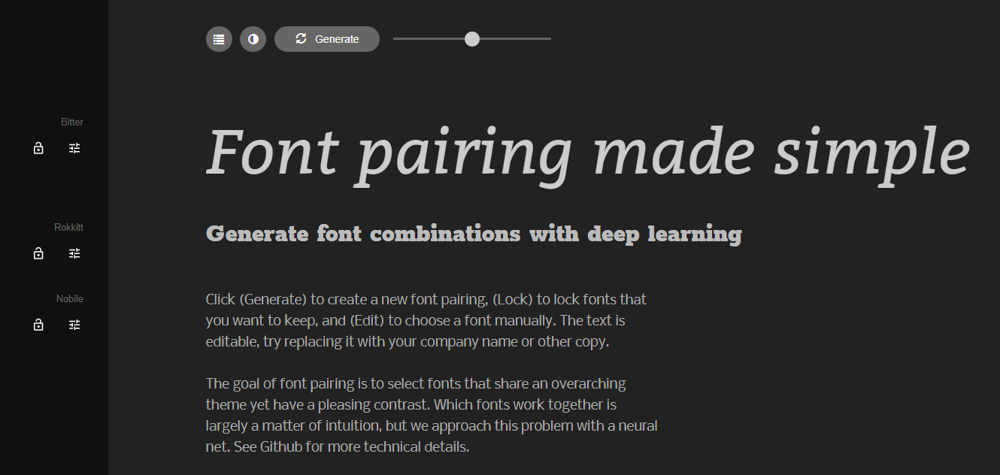 Generate
Bitter
Font pairing made simple
Rokkitt
Generate font combinations with deep learning
Nobile
Click (Generate) to create a new font pairing, (Lock) to lock fonts that
you want to keep, and (Edit) to choose a font manually. The text is
editable, try replacing it with your company name or other copy.
The goal of font pairing is to select fonts that share an overarching
theme yet have a pleasing contrast. Which fonts work together is
largely a matter of intuition, but we approach this problem with a neural
net. See Github for more technical details.